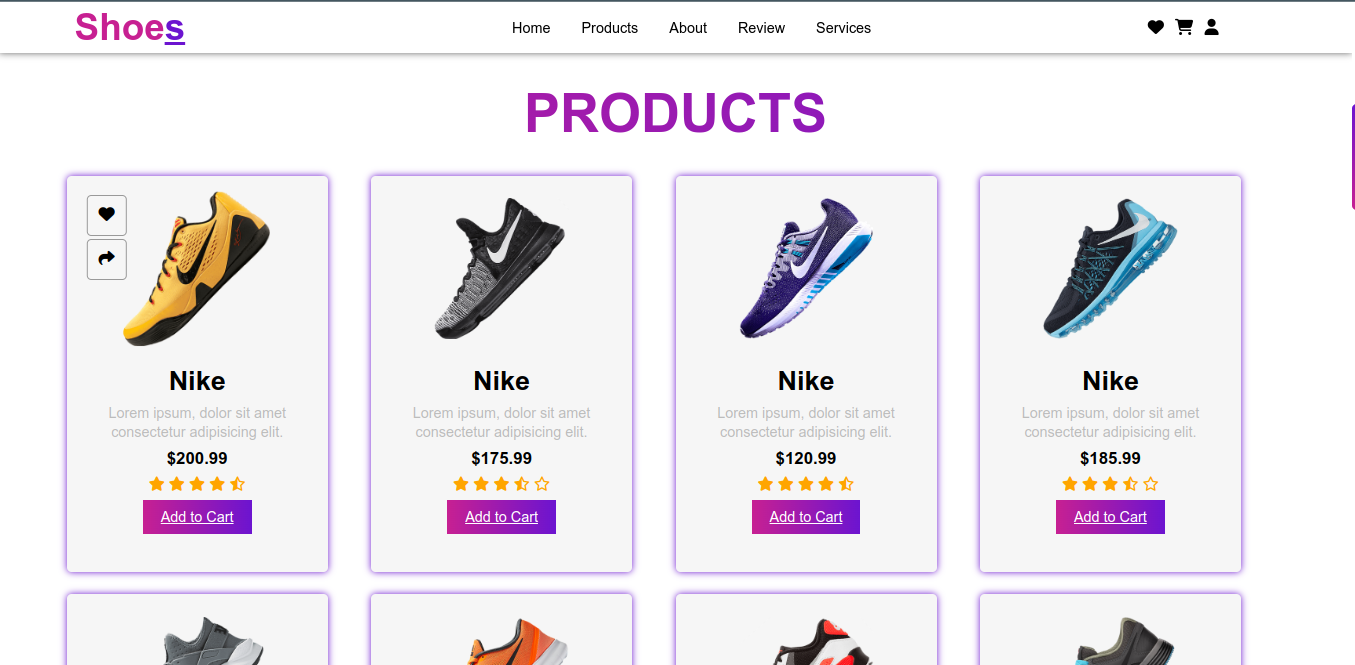 Shoes
Home Products About Review Services
PRODUCTS
Nike
Lorem ipsum, dolor sit amet
consectetur adipisicing elit.
$200.99
Add to Cart
Nike
Lorem ipsum, dolor sit amet
consectetur adipisicing elit.
$175.99
Add to Cart
Nike
Lorem ipsum, dolor sit amet
consectetur adipisicing elit.
$120.99
Add to Cart
Nike
Lorem ipsum, dolor sit amet
consectetur adipisicing elit.
$185.99
Add to Cart